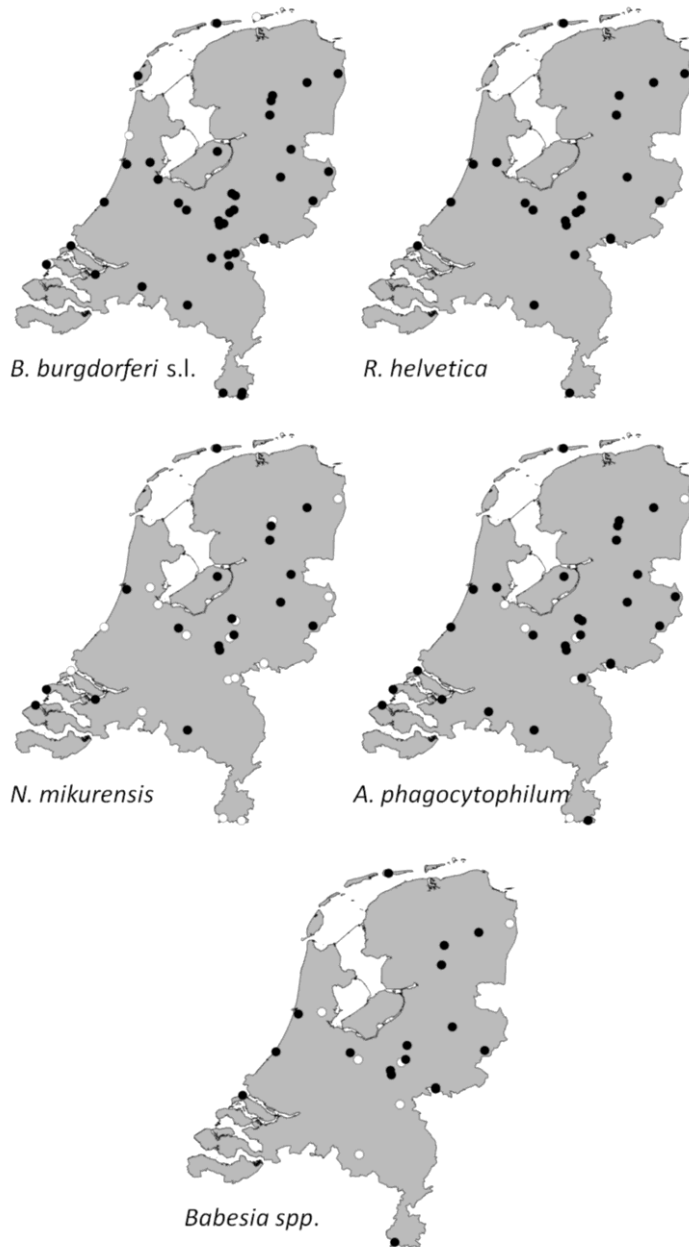 B. burgdorferi s.l.
R. helvetica
N. mikurensis
A. phagocytophilum
Babesia spp.